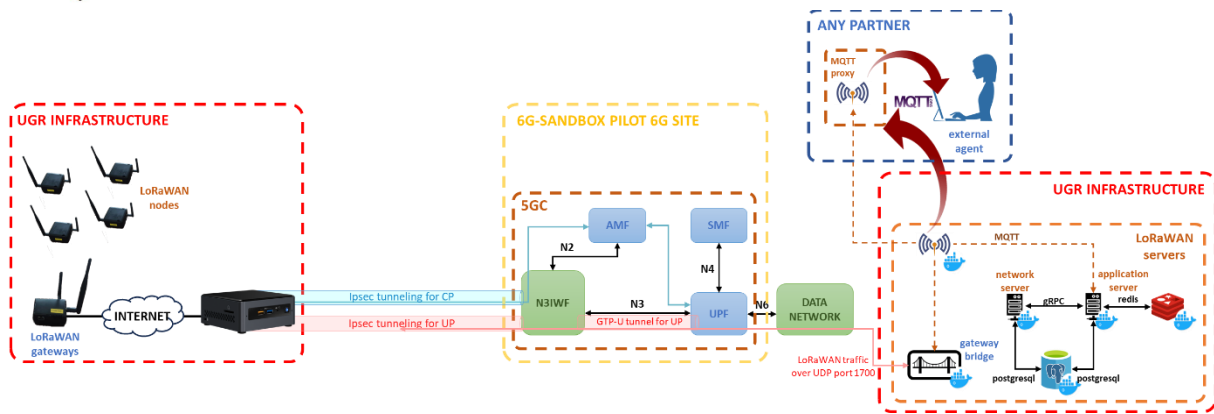 UGR INFRASTRUCTURE
LoRaWAN
nodes
INTERNET
LoRaWAN
gateways
Ipsec tunneling for CP
Ipsec tunneling for UP
6G-SANDBOX PILOT 6G SITE
5GC
AMF
SMF
N2
N4
N3IWF
N3
GTP-U tunnel for UP
UPF
N6
DATA
NETWORK
LoRaWAN traffic
over UDP port 1700
ANY PARTNER
MQTT
proxy
MQTT
external
agent
UGR INFRASTRUCTURE
MQTT
LoRaWAN
servers
network
server
application
server
gRPC
redIs
gateway
bridge
postgresql
postgresql